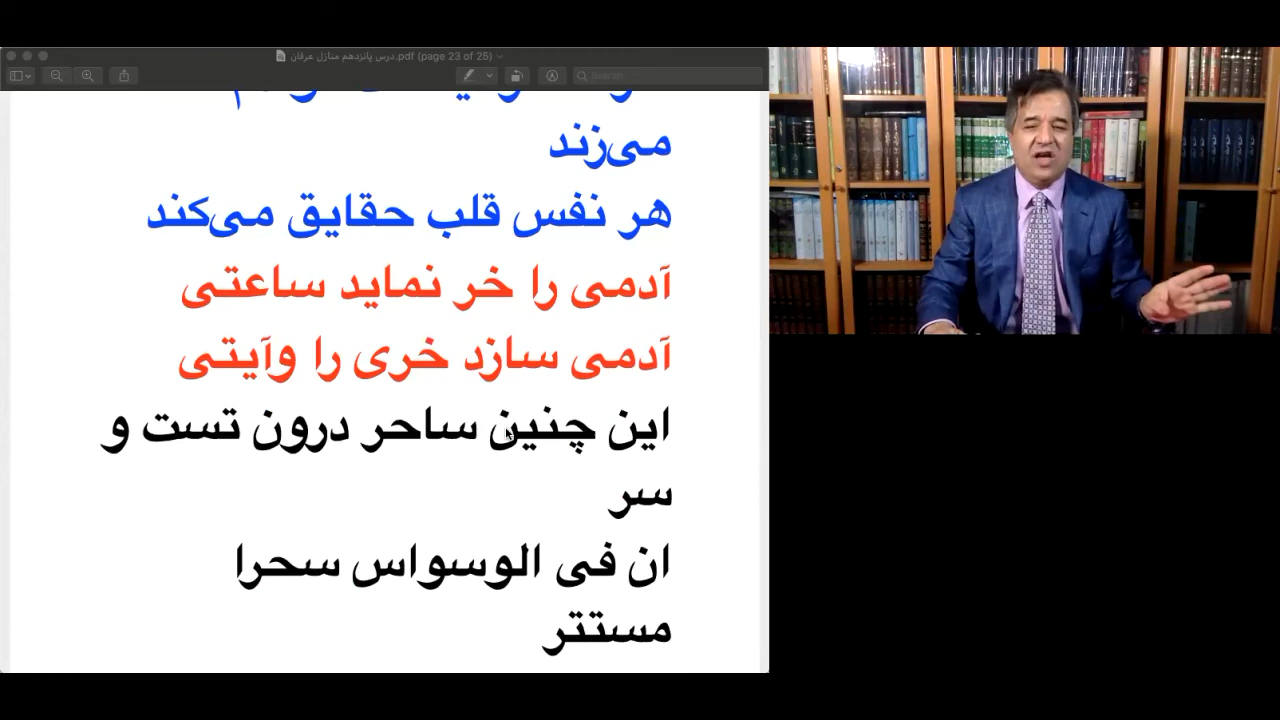 درس پانزدهم منازل عرفان.pdf (page 23 of 25)
Search
می‌زند
هر نفس قلب حقایق می‌کند
آدمی را خر نماید ساعتی
آدمی سازد خری را وآیتی
این چنین ساحر درون تست و
سر
ان فی الوسواس سحرا
مستتر